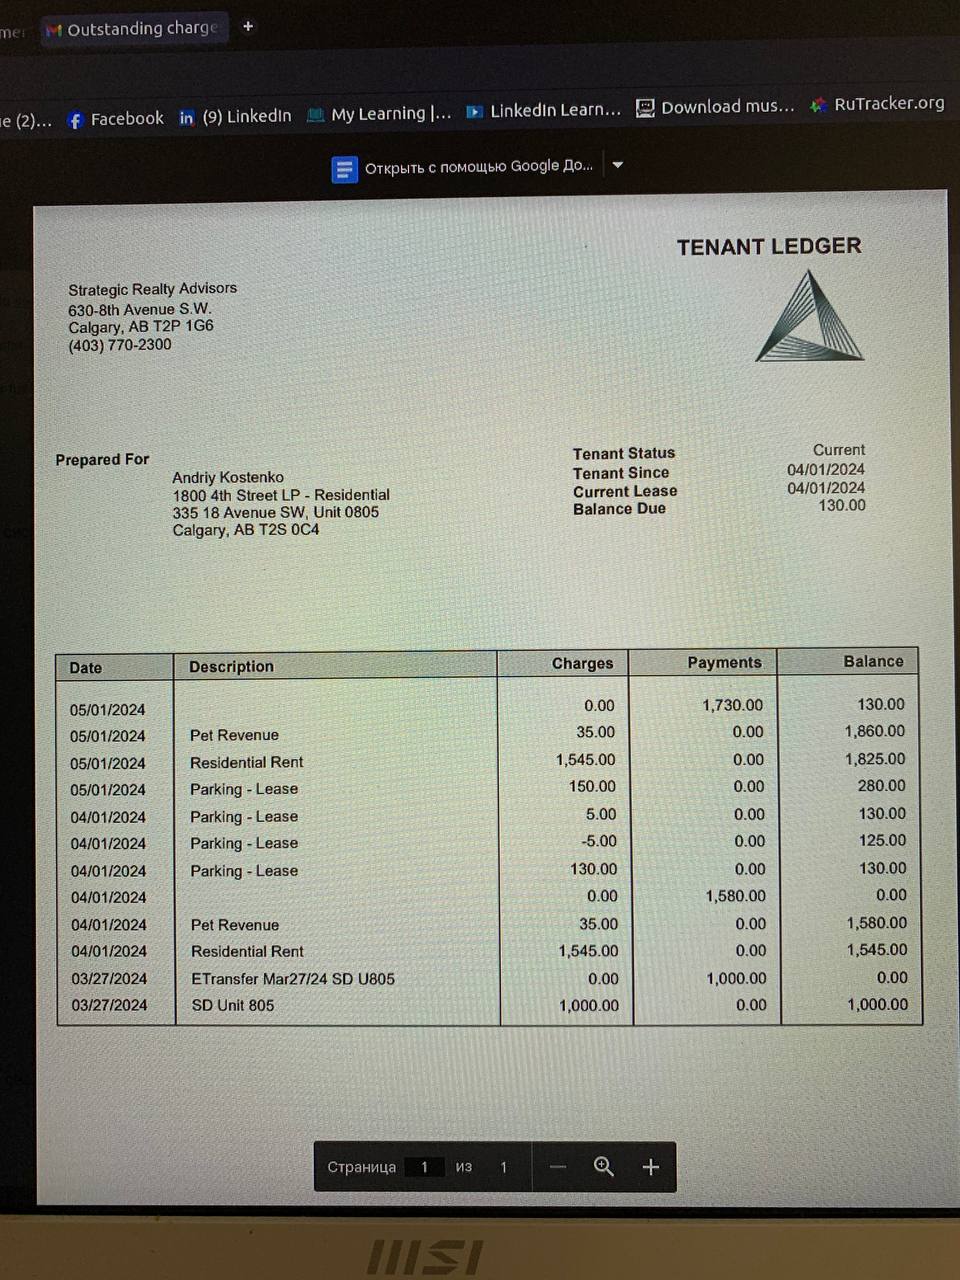 Outstanding charge
+
Facebook
(9) LinkedIn
My Learning |...
LinkedIn Learn...
Download mus...
RuTracker.org
Открыть с помощью Google До...
TENANT LEDGER
Strategic Realty Advisors
630-8th Avenue S.W.
Calgary, AB T2P 1G6
(403) 770-2300
Prepared For
Andriy Kostenko
1800 4th Street LP - Residential
335 18 Avenue SW, Unit 0805
Calgary, AB T2S 0C4
Tenant Status Current
Tenant Since 04/01/2024
Current Lease 04/01/2024
Balance Due 130.00
Date Description Charges Payments Balance
05/01/2024 0.00 1,730.00 130.00
05/01/2024 Pet Revenue 35.00 0.00 1,860.00
05/01/2024 Residential Rent 1,545.00 0.00 1,825.00
05/01/2024 Parking - Lease 150.00 0.00 280.00
04/01/2024 Parking - Lease 5.00 0.00 130.00
04/01/2024 Parking - Lease -5.00 0.00 125.00
04/01/2024 Parking - Lease 130.00 0.00 130.00
04/01/2024 0.00 1,580.00 0.00
04/01/2024 Pet Revenue 35.00 0.00 1,580.00
04/01/2024 Residential Rent 1,545.00 0.00 1,545.00
03/27/2024 ETransfer Mar27/24 SD U805 0.00 1,000.00 0.00
03/27/2024 SD Unit 805 1,000.00 0.00 1,000.00
Страница 1 из 1
msi